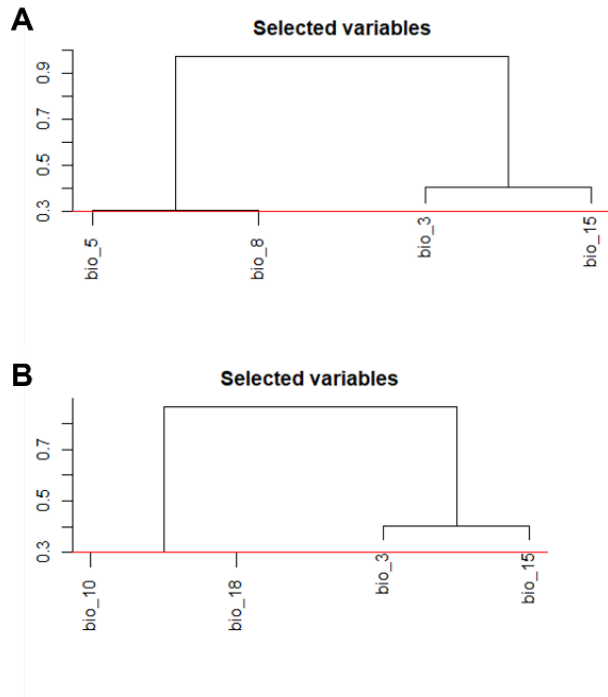 A
Selected variables
0.9
0.7
0.5
0.3
bio_5
bio_8
bio_3
bio_15
B
Selected variables
0.7
0.5
0.3
bio_10
bio_18
bio_3
bio_15